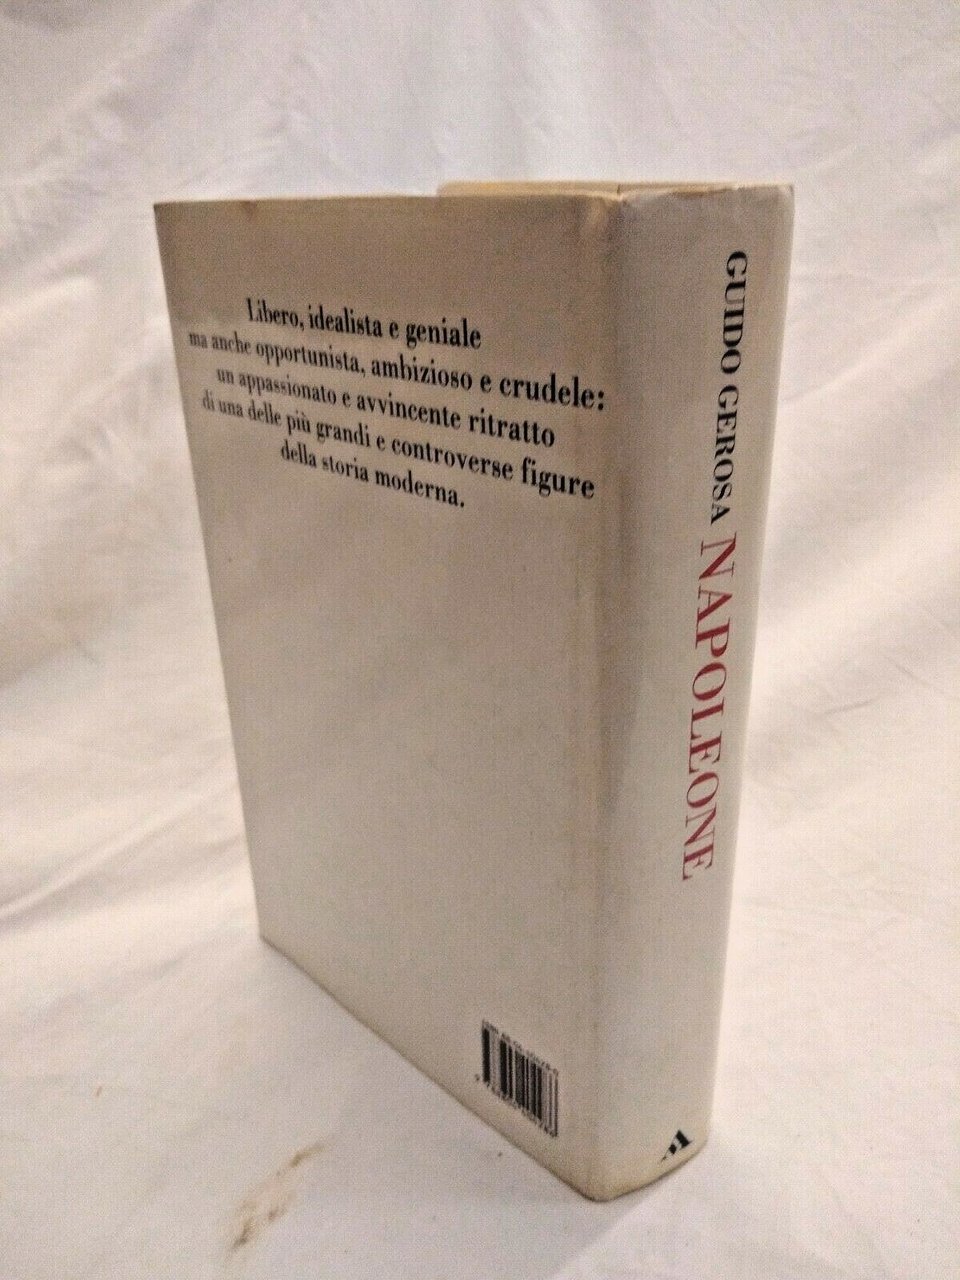 Libero, idealista e geniale
ma anche opportunista, ambizioso e crudele:
un appassionato e avvincente ritratto
di una delle più grandi e controverse figure
della storia moderna.
GUIDO GEROSA NAPOLEONE